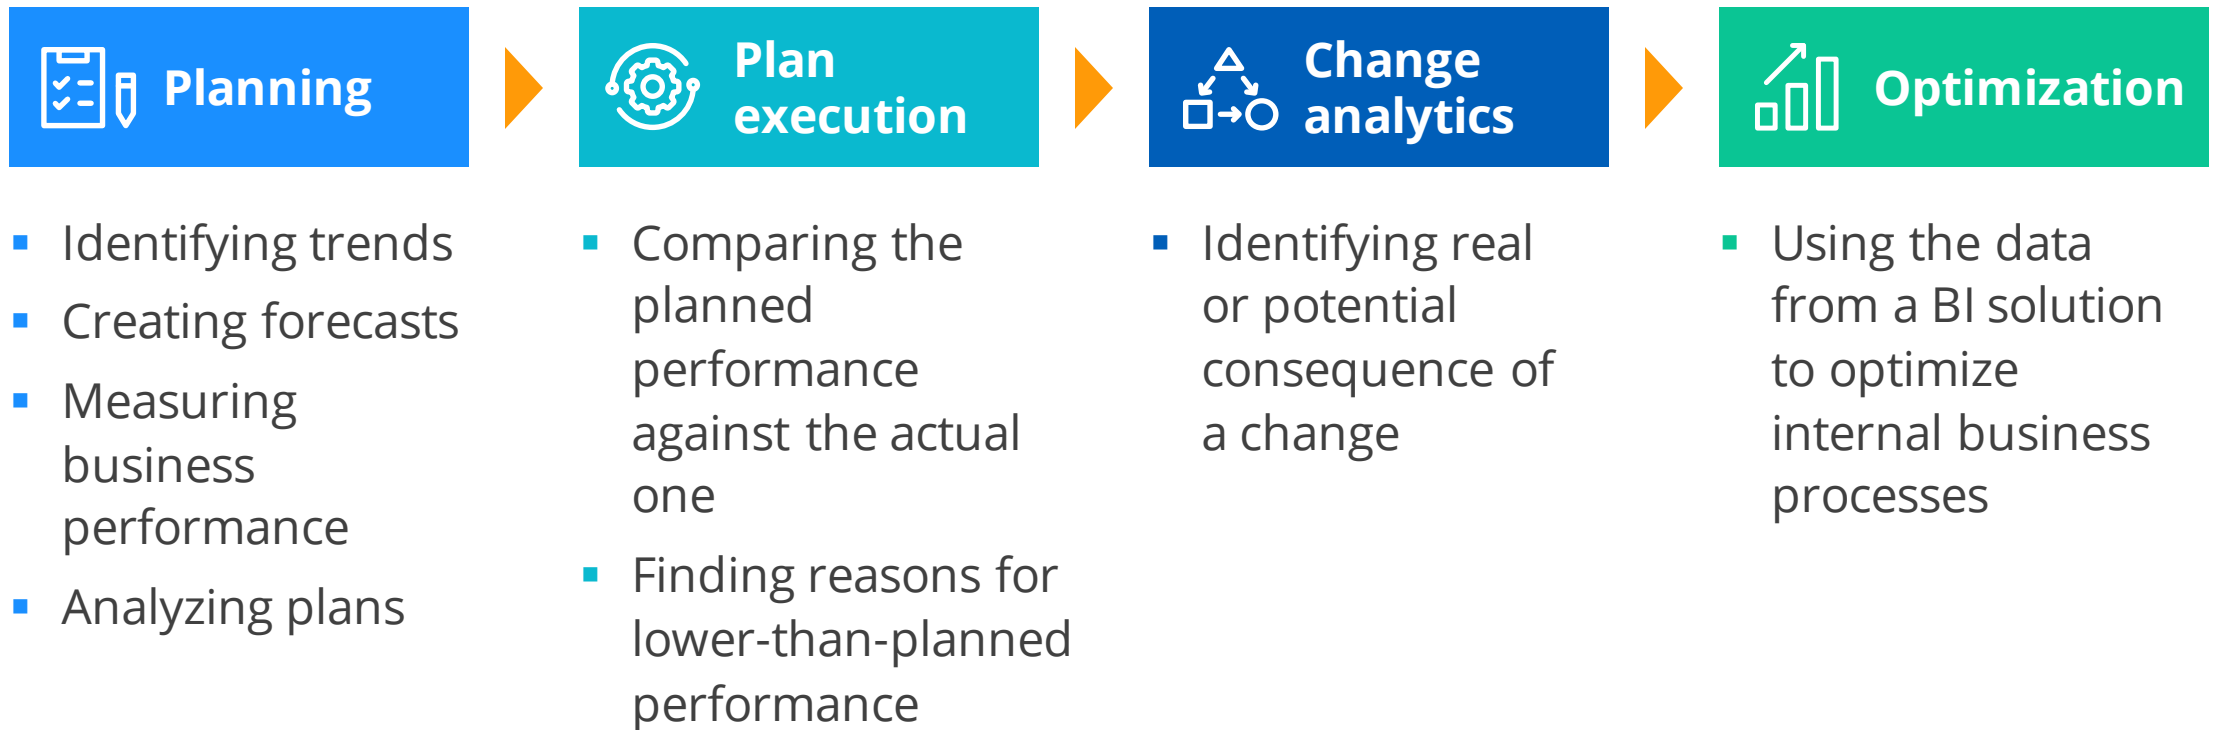 Planning
Identifying trends
Creating forecasts
Measuring
business
performance
Analyzing plans
Plan
execution
Comparing the
planned
performance
against the actual
one
Finding reasons for
lower-than-planned
performance
Change
analytics
Identifying real
or potential
consequence of
a change
Optimization
Using the data
from a BI solution
to optimize
internal business
processes